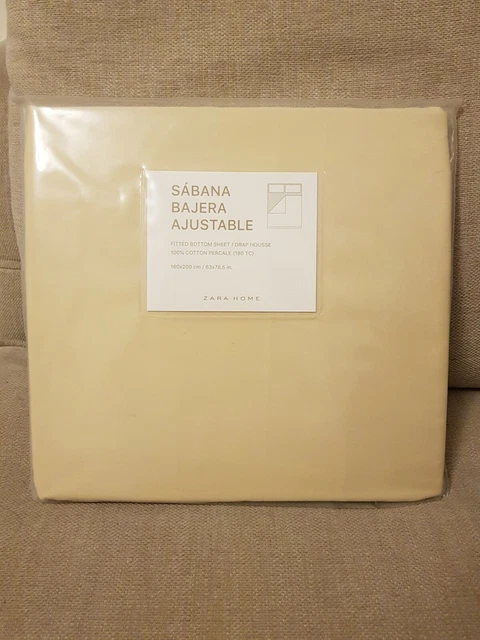 SÁBANA
BAJERA
AJUSTABLE
FITTED BOTTOM SHEET / DRAP HOUSSE
100% COTTON PERCALE (180 TC)
160x200 cm / 63x78.5 in.
ZARA HOME